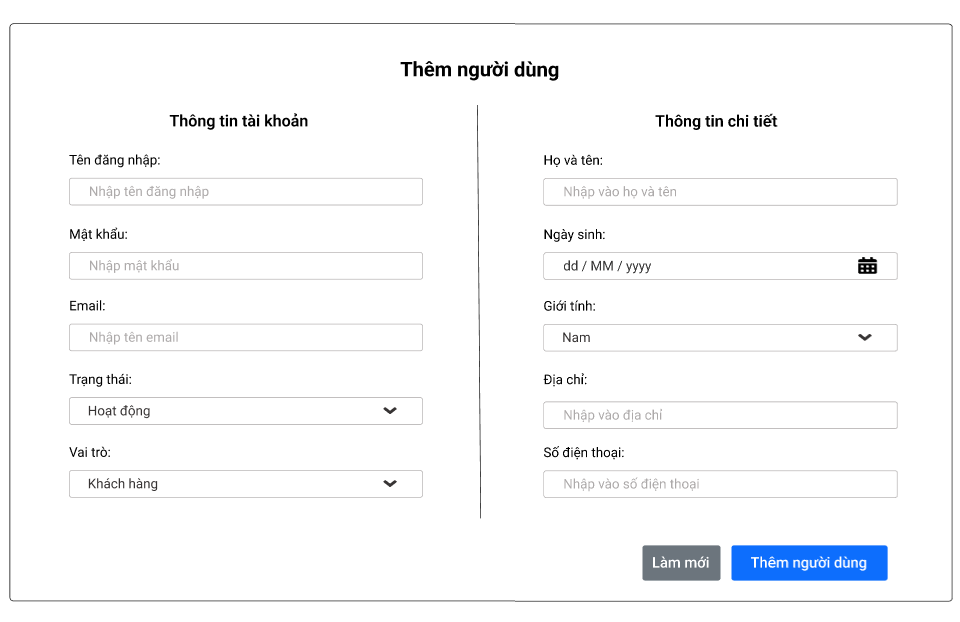 Thêm người dùng
Thông tin tài khoản
Tên đăng nhập:
Nhập tên đăng nhập
Mật khẩu:
Nhập mật khẩu
Email:
Nhập tên email
Trạng thái:
Hoạt động
Vai trò:
Khách hàng
Thông tin chi tiết
Họ và tên:
Nhập vào họ và tên
Ngày sinh:
dd / MM / yyyy
Giới tính:
Nam
Địa chỉ:
Nhập vào địa chỉ
Số điện thoại:
Nhập vào số điện thoại
Làm mới
Thêm người dùng